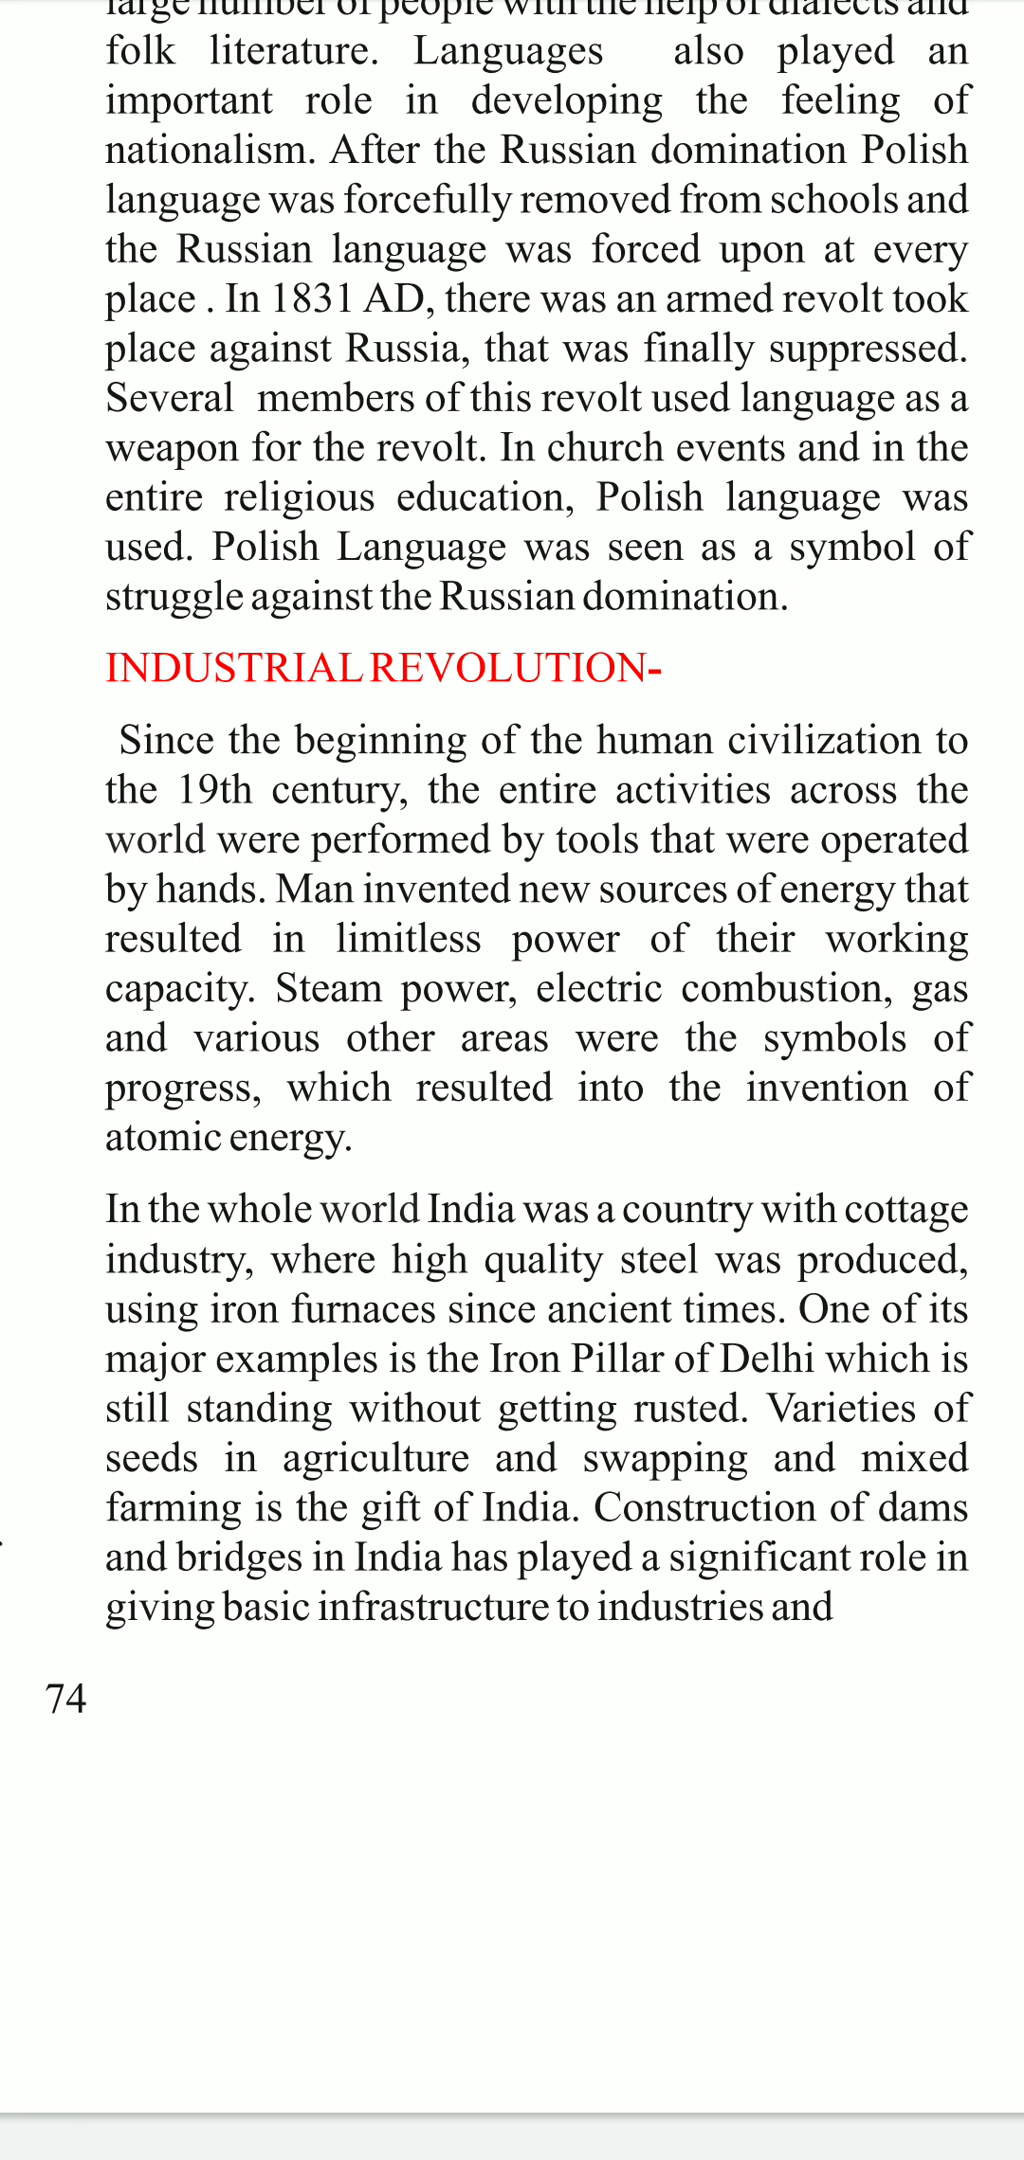 large number of people with the help of dialects and
folk literature. Languages also played an
important role in developing the feeling of
nationalism. After the Russian domination Polish
language was forcefully removed from schools and
the Russian language was forced upon at every
place . In 1831 AD, there was an armed revolt took
place against Russia, that was finally suppressed.
Several members of this revolt used language as a
weapon for the revolt. In church events and in the
entire religious education, Polish language was
used. Polish Language was seen as a symbol of
struggle against the Russian domination.
INDUSTRIAL REVOLUTION-
Since the beginning of the human civilization to
the 19th century, the entire activities across the
world were performed by tools that were operated
by hands. Man invented new sources of energy that
resulted in limitless power of their working
capacity. Steam power, electric combustion, gas
and various other areas were the symbols of
progress, which resulted into the invention of
atomic energy.
In the whole world India was a country with cottage
industry, where high quality steel was produced,
using iron furnaces since ancient times. One of its
major examples is the Iron Pillar of Delhi which is
still standing without getting rusted. Varieties of
seeds in agriculture and swapping and mixed
farming is the gift of India. Construction of dams
and bridges in India has played a significant role in
giving basic infrastructure to industries and
74